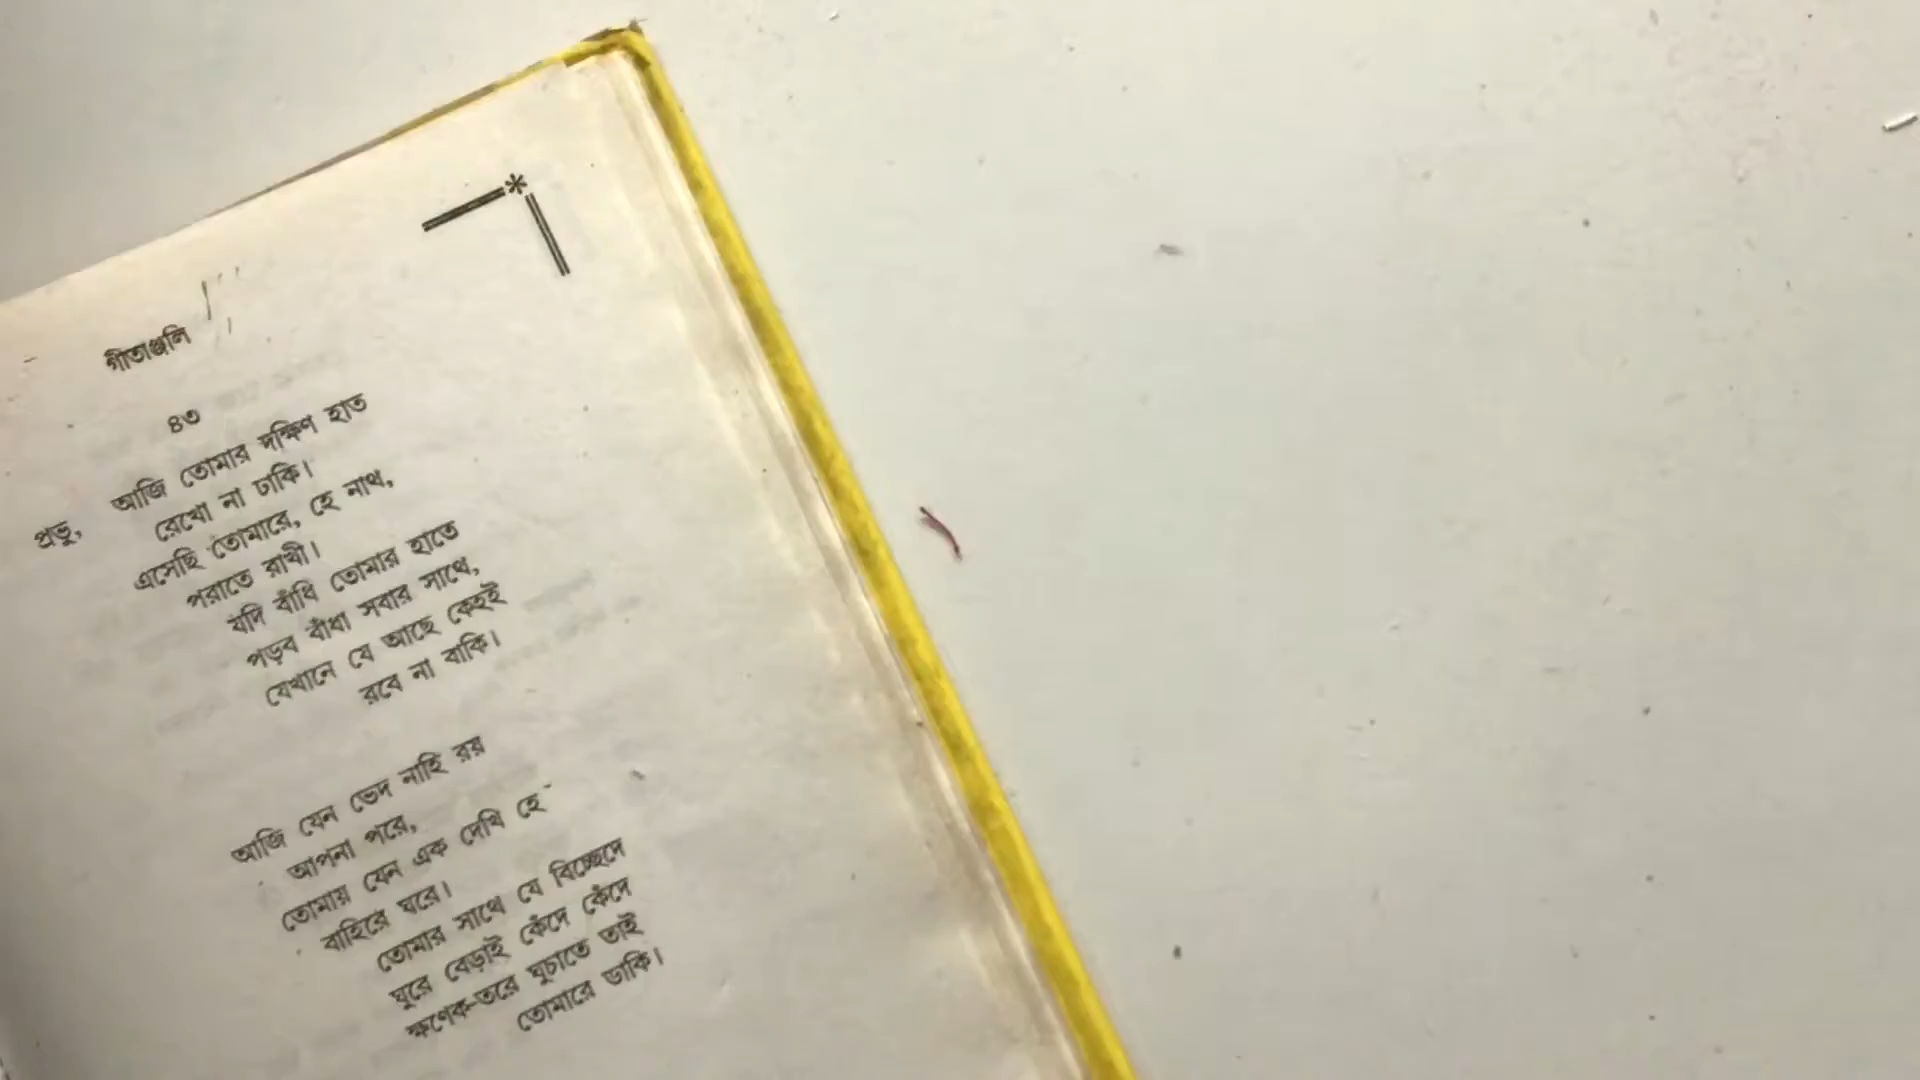 গীতাঞ্জলি
৪৩
প্রভু, আজি তোমার দক্ষিণ হাত
রেখো না ঢাকি।
এসেছি তোমারে, হে নাথ,
পরাতে রাখী।
যদি বাঁধি তোমার হাতে
পড়ব বাঁধা সবার সাথে,
যেখানে যে আছে কেহই
রবে না বাকি।
আজি যেন ভেদ নাহি রয়
আপনা পরে,
তোমায় যেন এক দেখি হে
বাহিরে ঘরে।
তোমার সাথে যে বিচ্ছেদে
ঘুরে বেড়াই কেঁদে কেঁদে
ক্ষণেক-তরে ঘুচাতে তাই
তোমারে ডাকি।